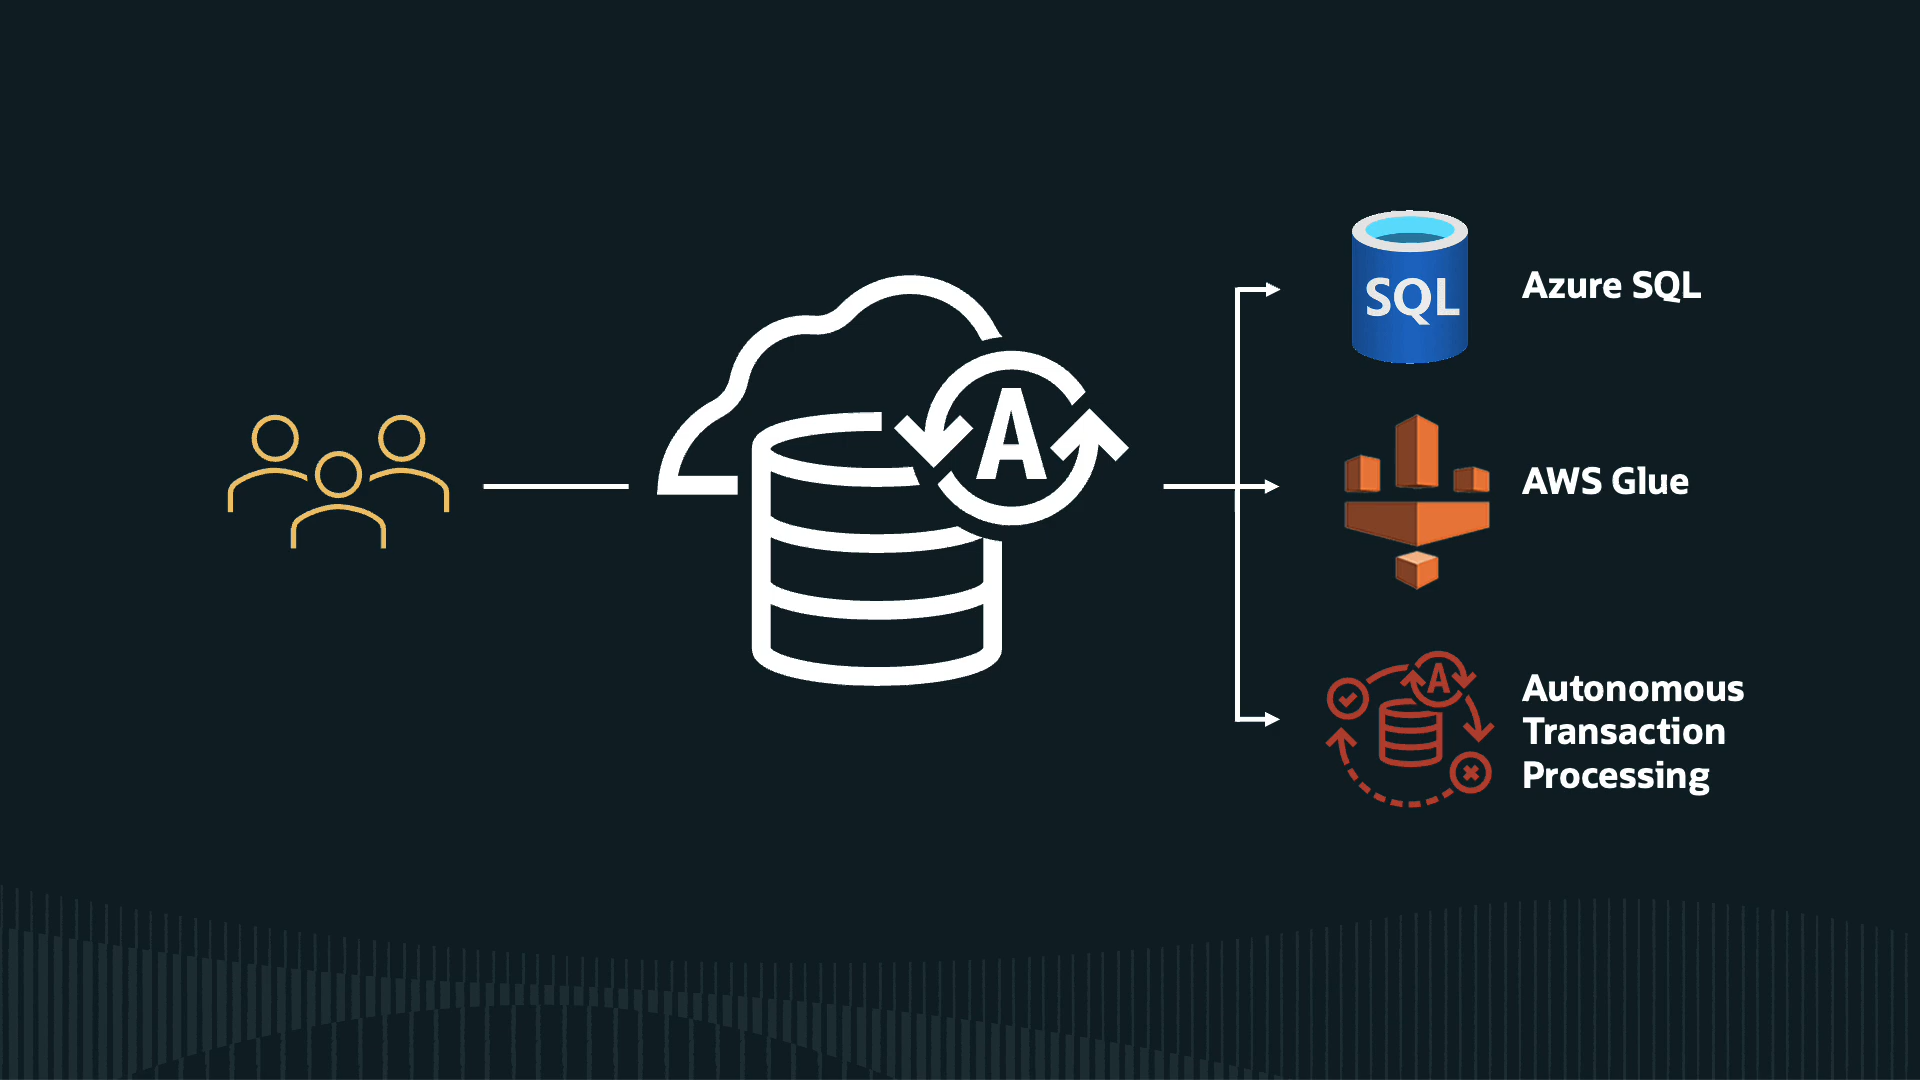 A
SQL
Azure SQL
AWS Glue
A
Autonomous
Transaction
Processing